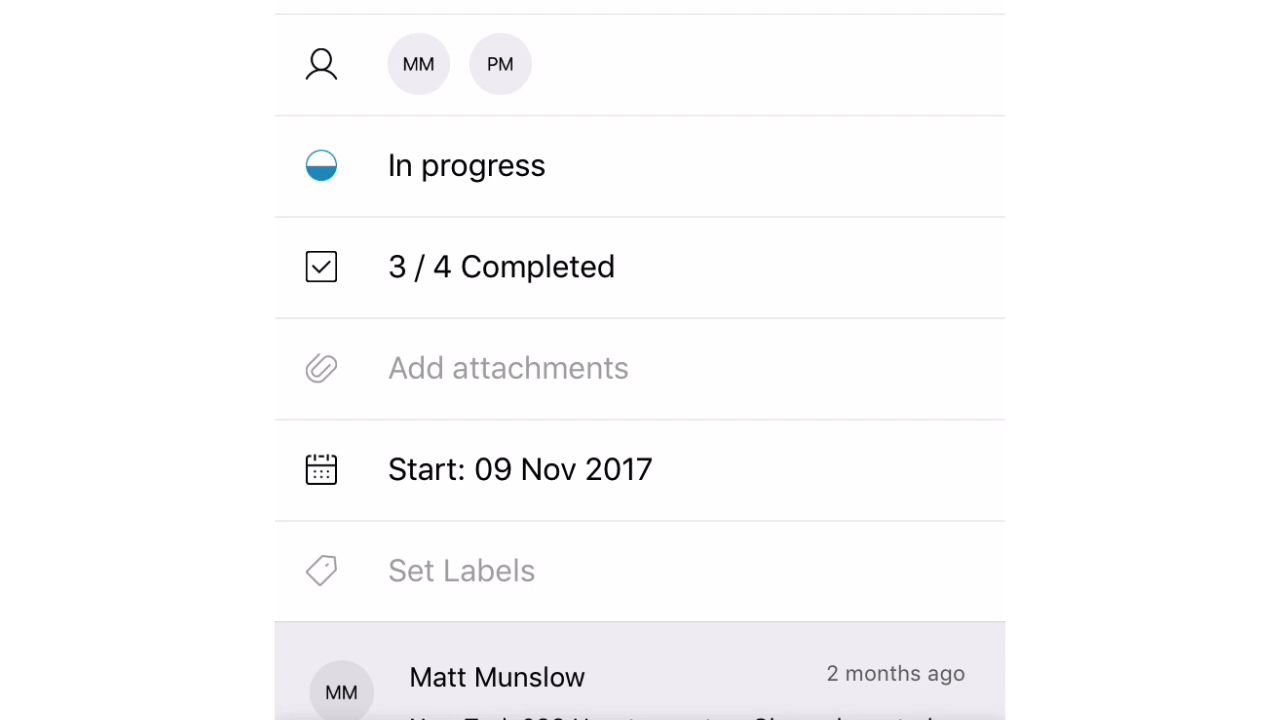 MM PM
In progress
3 / 4 Completed
Add attachments
Start: 09 Nov 2017
Set Labels
Matt Munslow 2 months ago
MM